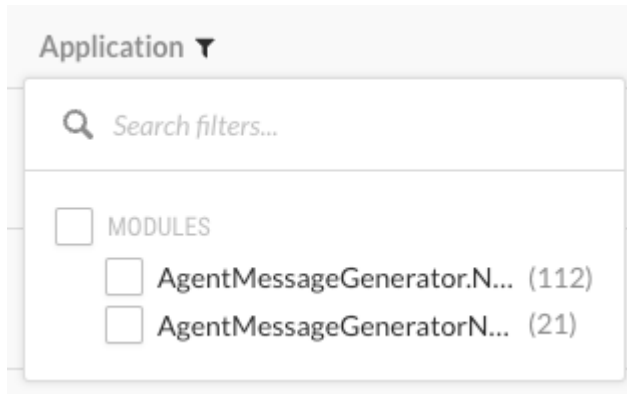 Application
Search filters...
MODULES
AgentMessageGenerator.N... (112)
AgentMessageGeneratorN... (21)